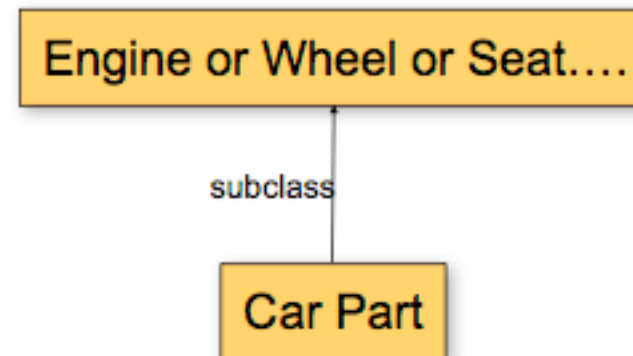 Engine or Wheel or Seat....
subclass
Car Part